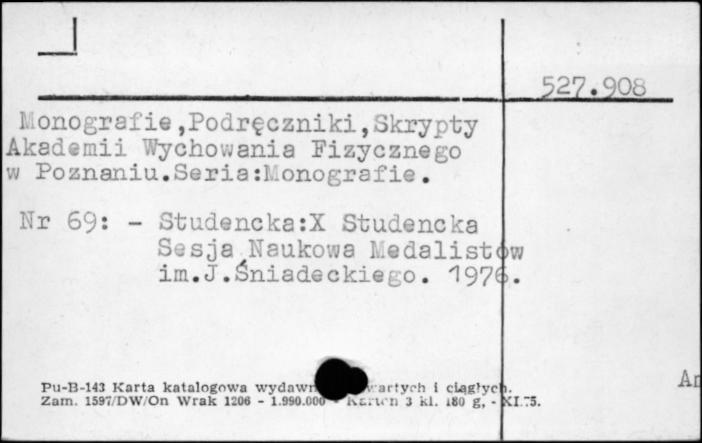 527.908
Monografie,Podręczniki,Skrypty
Akademii Wychowania Fizycznego
w Poznaniu.Seria:Monografie.
Nr 69: - Studencka:X Studencka
Sesja Naukowa Medalistów
im.J.Śniadeckiego. 1976.
Pu-B-143 Karta katalogowa wydawn wartych i ciągłych.
Zam. 1597/DW/On Wrak 1206 - 1.990.000 - Karton 3 kl. 180 g, - XI.75.